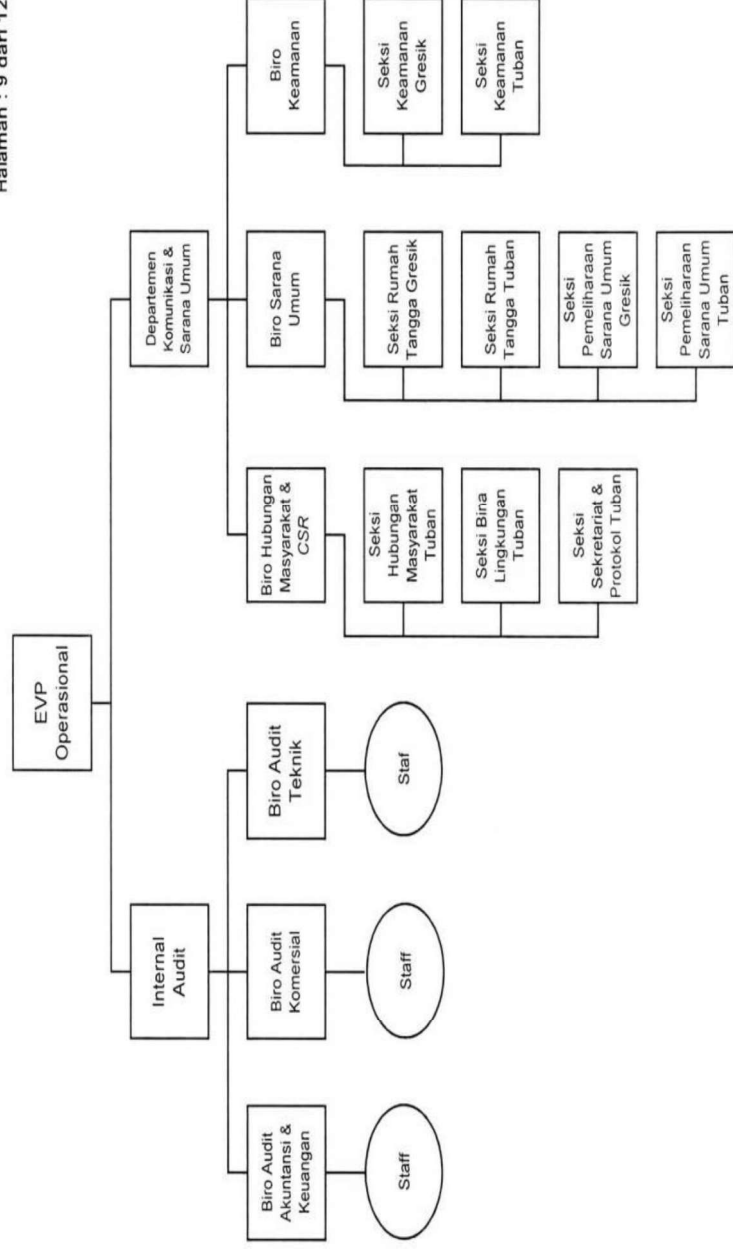 Halaman : 9 dari 12
EVP
Operasional
Internal
Audit
Departemen
Komunikasi &
Sarana Umum
Biro Audit
Akuntansi &
Keuangan
Biro Audit
Komersial
Biro Audit
Teknik
Biro Hubungan
Masyarakat &
CSR
Biro Sarana
Umum
Biro
Keamanan
Staff
Staff
Staf
Seksi
Hubungan
Masyarakat
Tuban
Seksi Bina
Lingkungan
Tuban
Seksi
Sekretariat &
Protokol Tuban
Seksi Rumah
Tangga Gresik
Seksi Rumah
Tangga Tuban
Seksi
Pemeliharaan
Sarana Umum
Gresik
Seksi
Pemeliharaan
Sarana Umum
Tuban
Seksi
Keamanan
Gresik
Seksi
Keamanan
Tuban